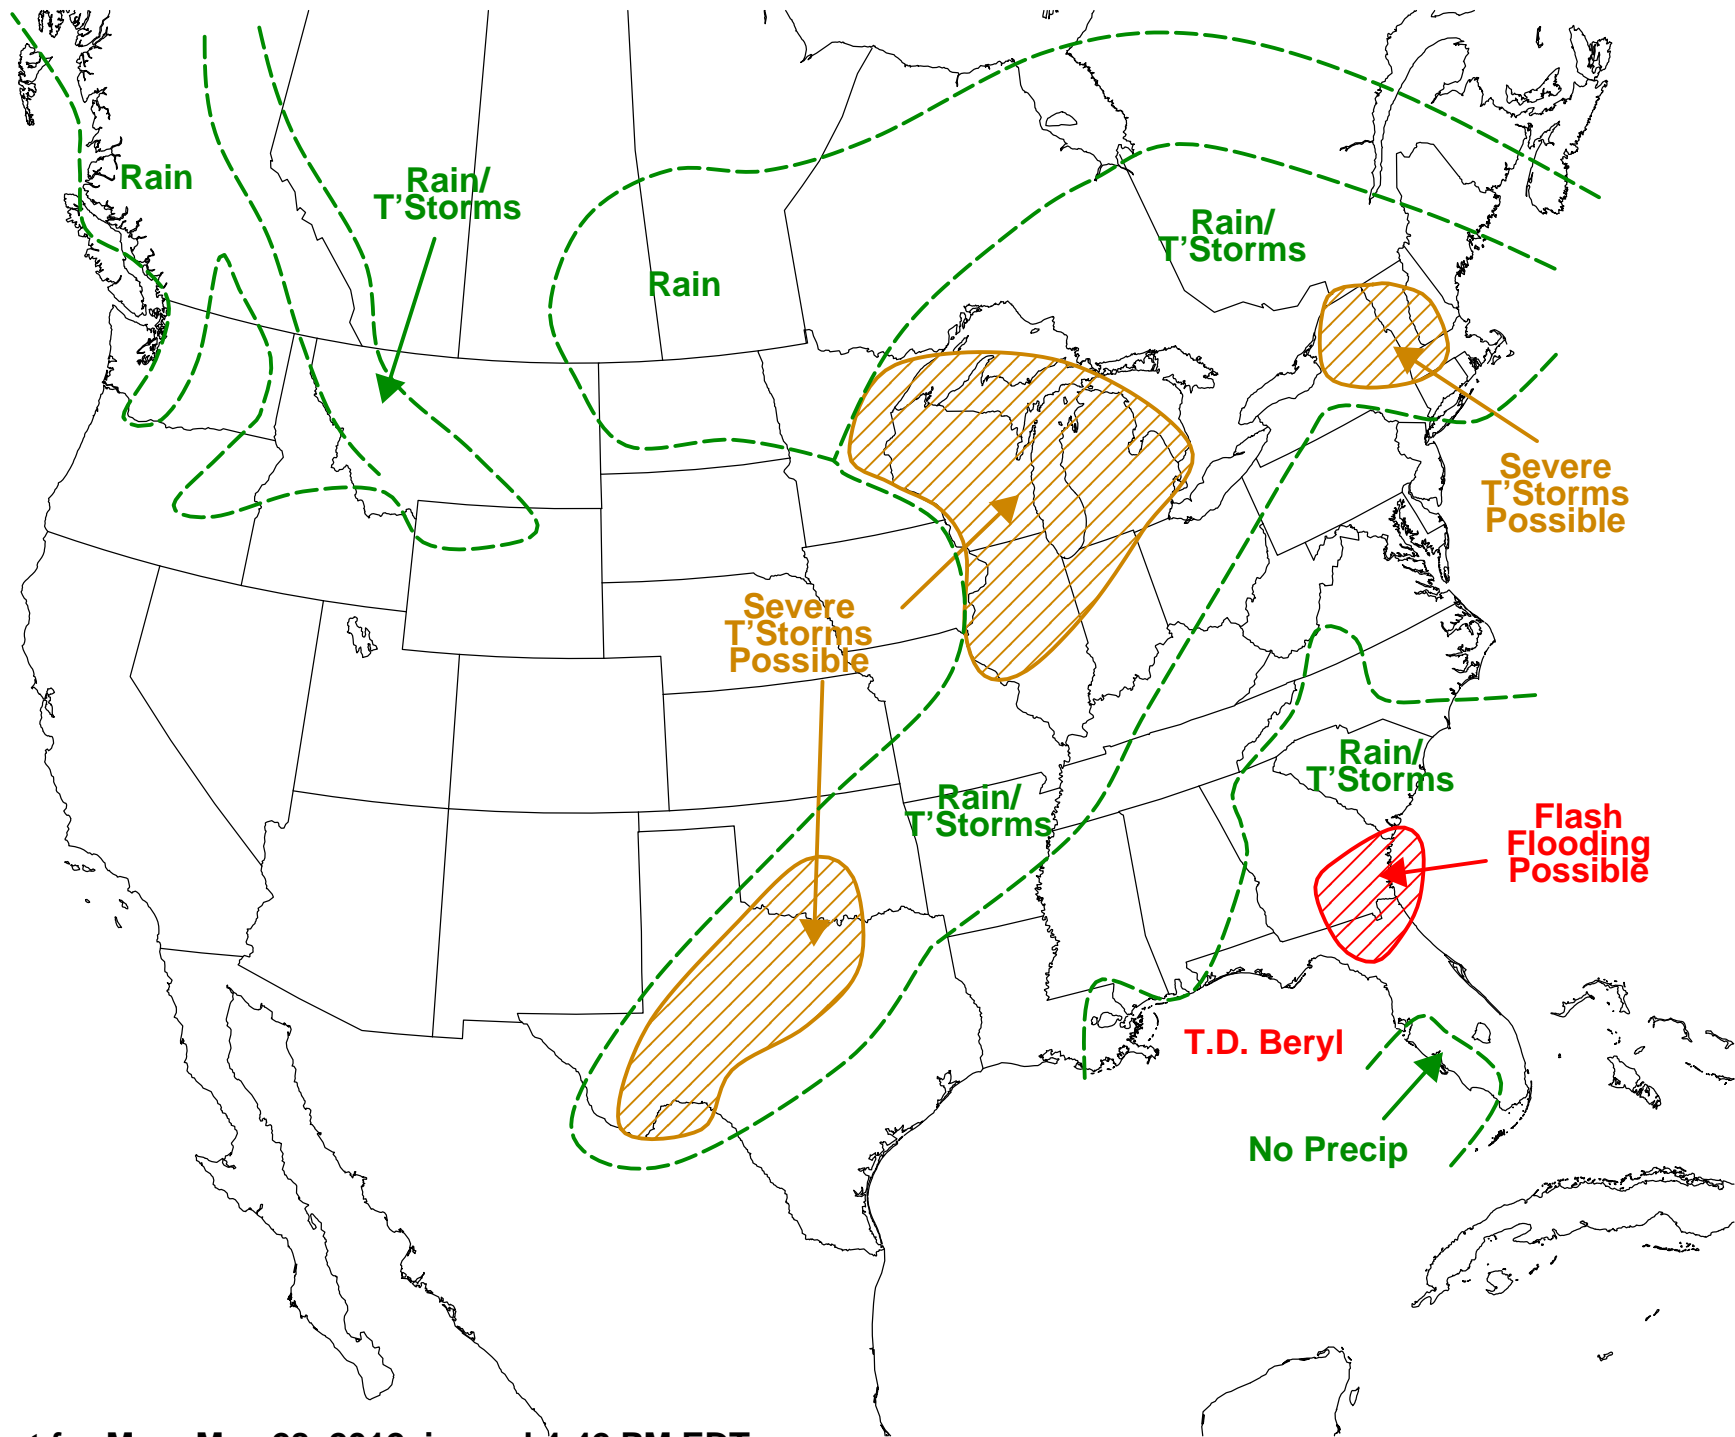 Rain
Rain/
T'Storms
Rain
Rain/
T'Storms
Severe
T'Storms
Possible
Severe
T'Storms
Possible
Rain/
T'Storms
Rain/
T'Storms
Flash
Flooding
Possible
T.D. Beryl
No Precip